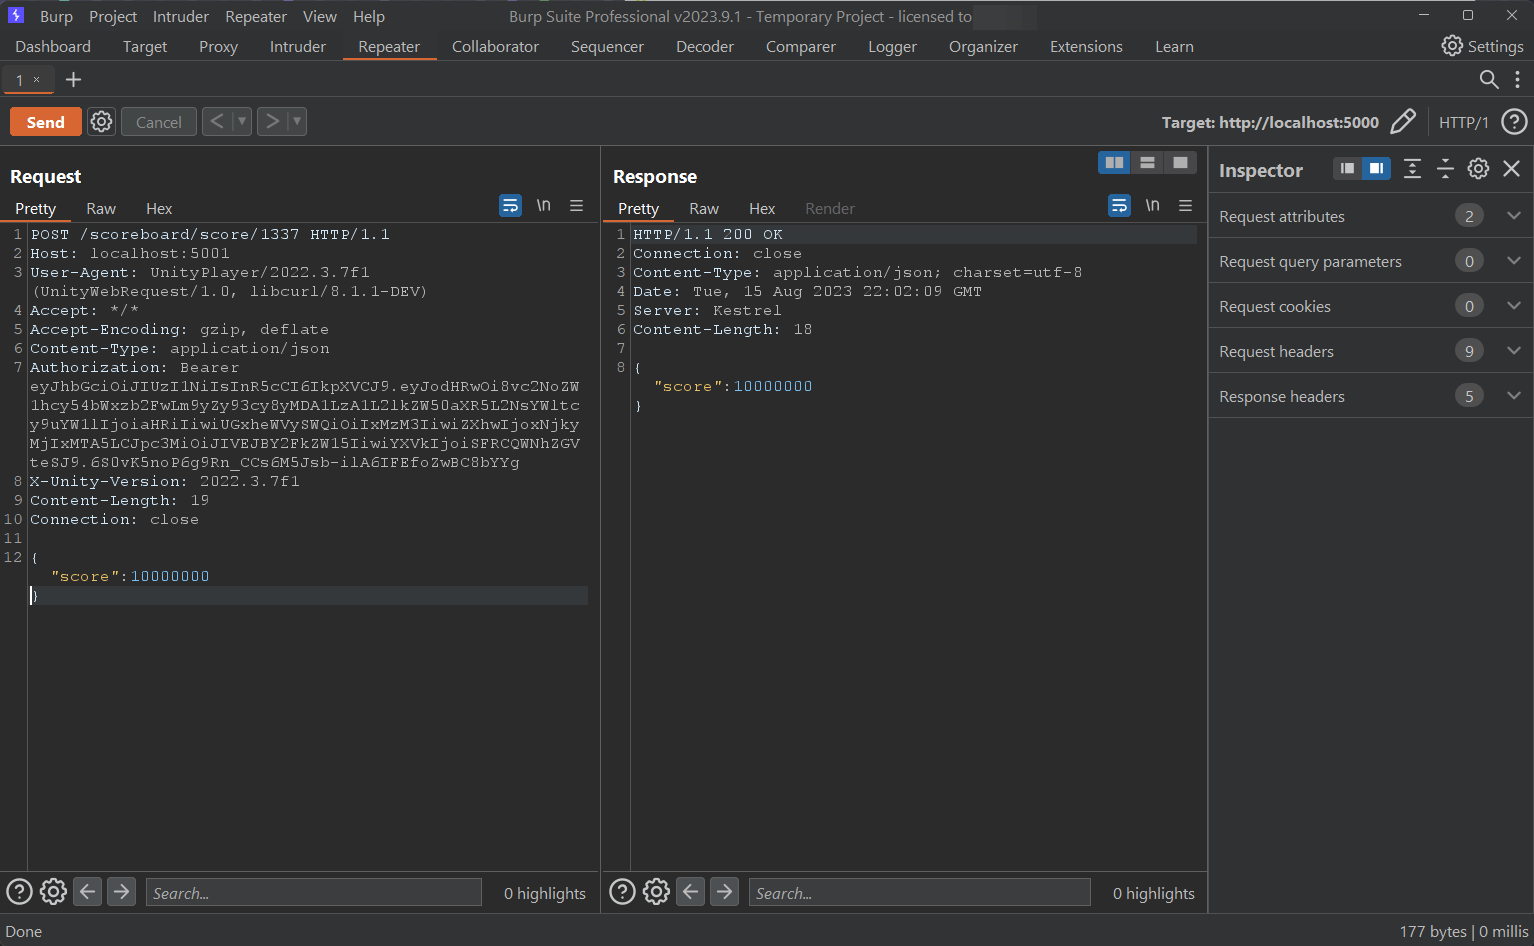 Burp Project Intruder Repeater View Help Burp Suite Professional v2023.9.1 - Temporary Project - licensed to
Dashboard Target Proxy Intruder Repeater Collaborator Sequencer Decoder Comparer Logger Organizer Extensions Learn Settings
1 ×
Send Cancel < > Target: http://localhost:5000 HTTP/1
Request
Pretty Raw Hex \n
1 POST /scoreboard/score/1337 HTTP/1.1
2 Host: localhost:5001
3 User-Agent: UnityPlayer/2022.3.7f1
(UnityWebRequest/1.0, libcurl/8.1.1-DEV)
4 Accept: */*
5 Accept-Encoding: gzip, deflate
6 Content-Type: application/json
7 Authorization: Bearer
eyJhbGciOiJIUzI1NiIsInR5cCI6IkpXVCJ9.eyJodHRwOi8vc2NoZW
1hcy54bWxzb2FwLm9yZy93cy8yMDA1LzA1L2lkZW50aXR5L2NsYWltc
y9uYW1lIjoiaHRiIiwiUGxheWVySWQiOiIxMzM3IiwiZXhwIjoxNjky
MjIxMTA5LCJpc3MiOiJIVEJBY2FkZW15IiwiYXVkIjoiSFRCQWNhZGV
teSJ9.6S0vK5noP6g9Rn_CCs6M5Jsb-ilA6IFEfoZwBC8bYYg
8 X-Unity-Version: 2022.3.7f1
9 Content-Length: 19
10 Connection: close
11
12 {
"score":10000000
}
Search... 0 highlights
Response
Pretty Raw Hex Render \n
1 HTTP/1.1 200 OK
2 Connection: close
3 Content-Type: application/json; charset=utf-8
4 Date: Tue, 15 Aug 2023 22:02:09 GMT
5 Server: Kestrel
6 Content-Length: 18
7
8 {
"score":10000000
}
Search... 0 highlights
Inspector
Request attributes 2
Request query parameters 0
Request cookies 0
Request headers 9
Response headers 5
Done 177 bytes | 0 millis